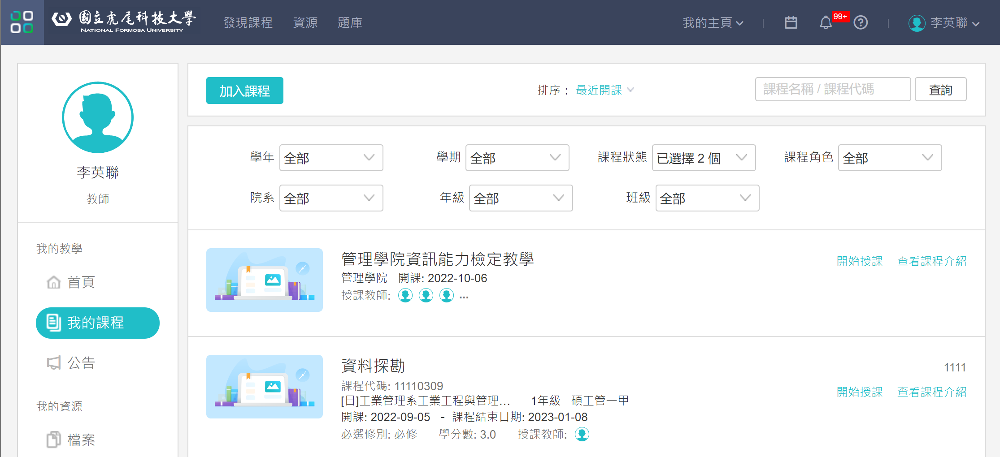 國立虎尾科技大學
NATIONAL FORMOSA UNIVERSITY
發現課程 資源 題庫
我的主頁 99+ 李英聯
李英聯
教師
我的教學
首頁
我的課程
公告
我的資源
檔案
加入課程 排序： 最近開課 課程名稱 / 課程代碼 查詢
學年 全部 學期 全部 課程狀態 已選擇 2 個 課程角色 全部
院系 全部 年級 全部 班級 全部
管理學院資訊能力檢定教學
開始授課 查看課程介紹
管理學院 開課: 2022-10-06
授課教師: ...
資料探勘 1111
課程代碼: 11110309
開始授課 查看課程介紹
[日]工業管理系工業工程與管理... 1年級 碩工管一甲
開課: 2022-09-05 - 課程結束日期: 2023-01-08
必選修別: 必修 學分數: 3.0 授課教師: